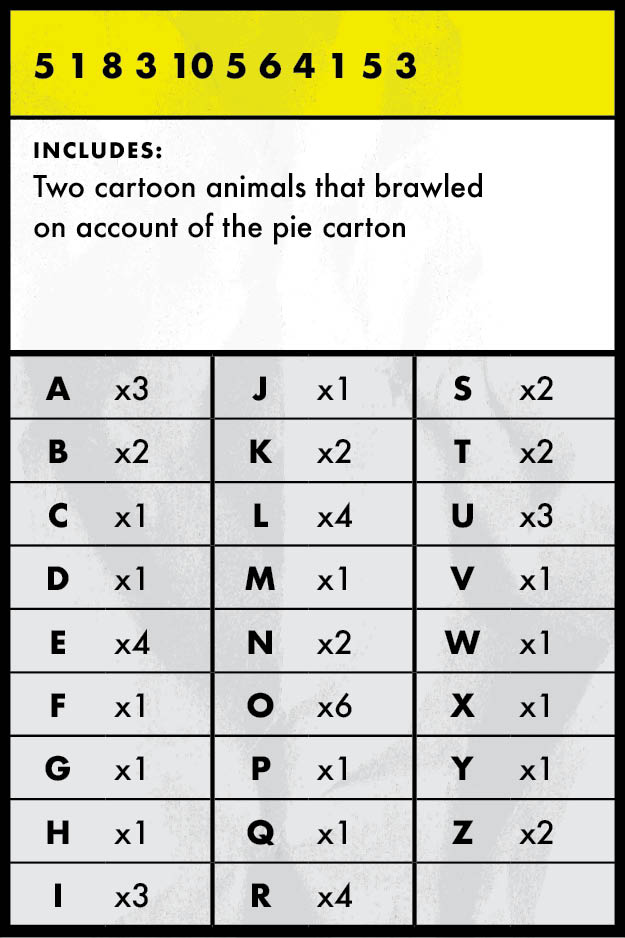 5 1 8 3 10 5 6 4 1 5 3
INCLUDES:
Two cartoon animals that brawled
on account of the pie carton
A x3 J x1 S x2
B x2 K x2 T x2
C x1 L x4 U x3
D x1 M x1 V x1
E x4 N x2 W x1
F x1 O x6 X x1
G x1 P x1 Y x1
H x1 Q x1 Z x2
I x3 R x4